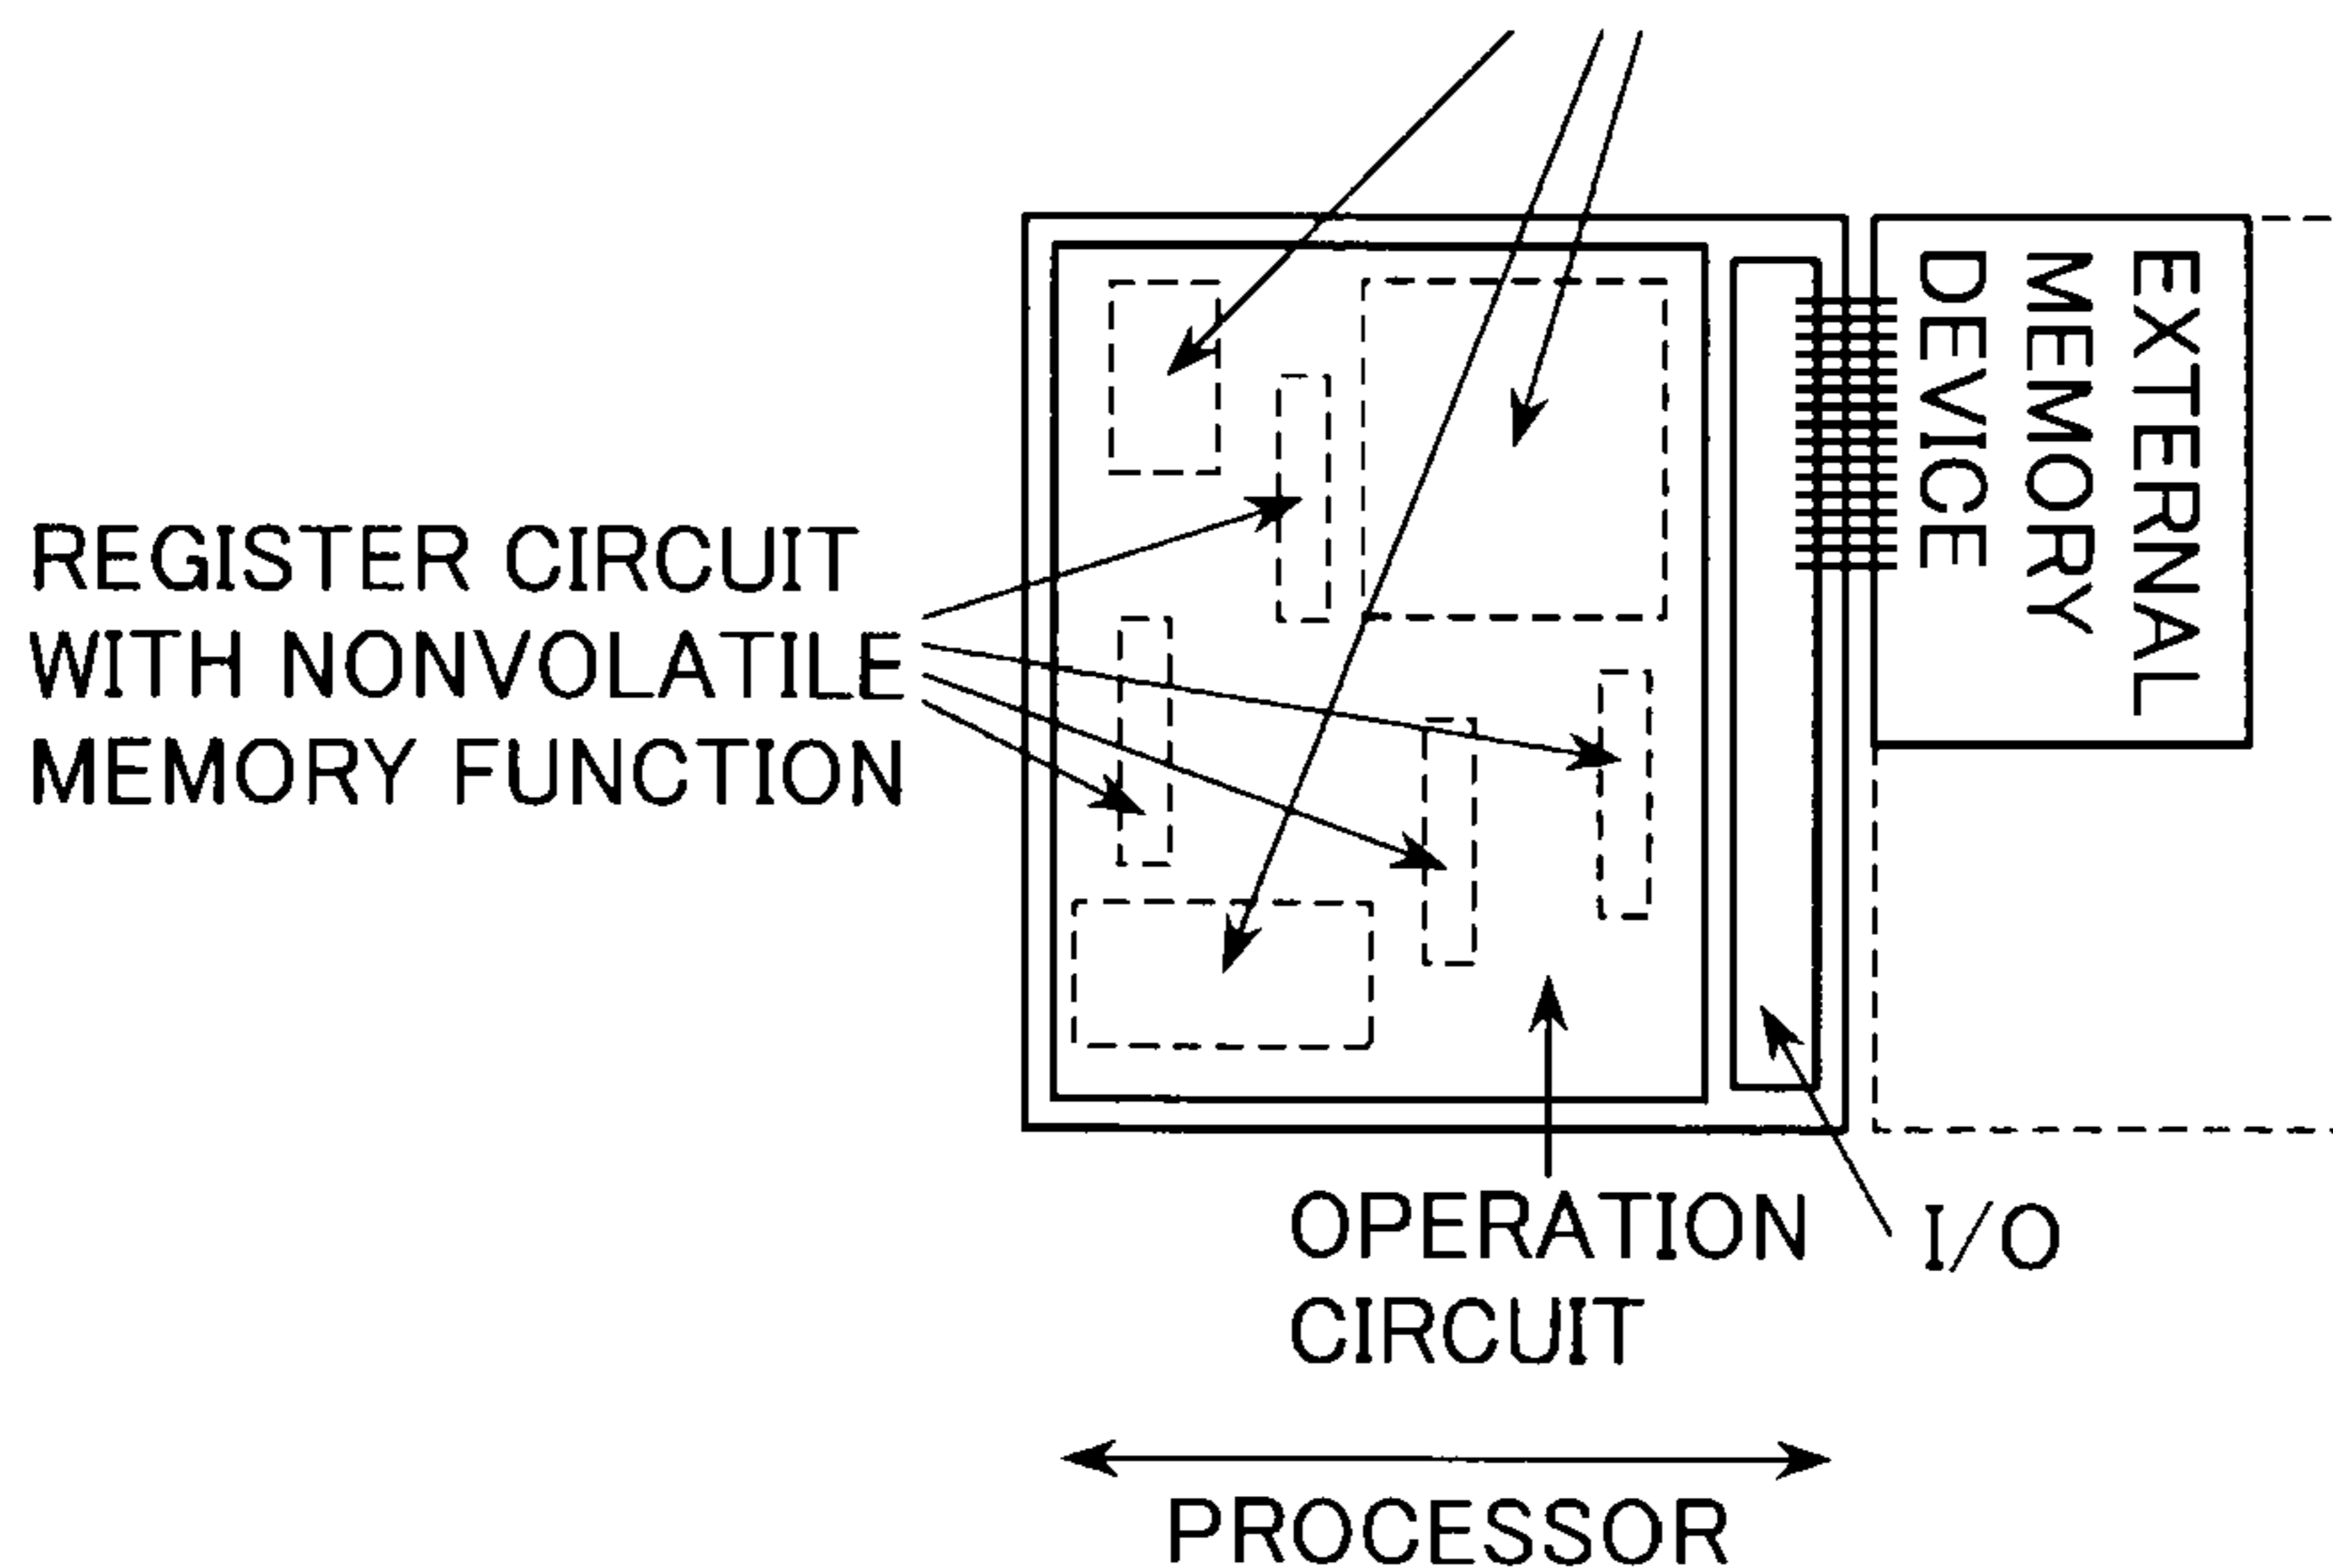 EXTERNAL
MEMORY
DEVICE
REGISTER CIRCUIT
WITH NONVOLATILE
MEMORY FUNCTION
OPERATION
CIRCUIT
I/O
PROCESSOR